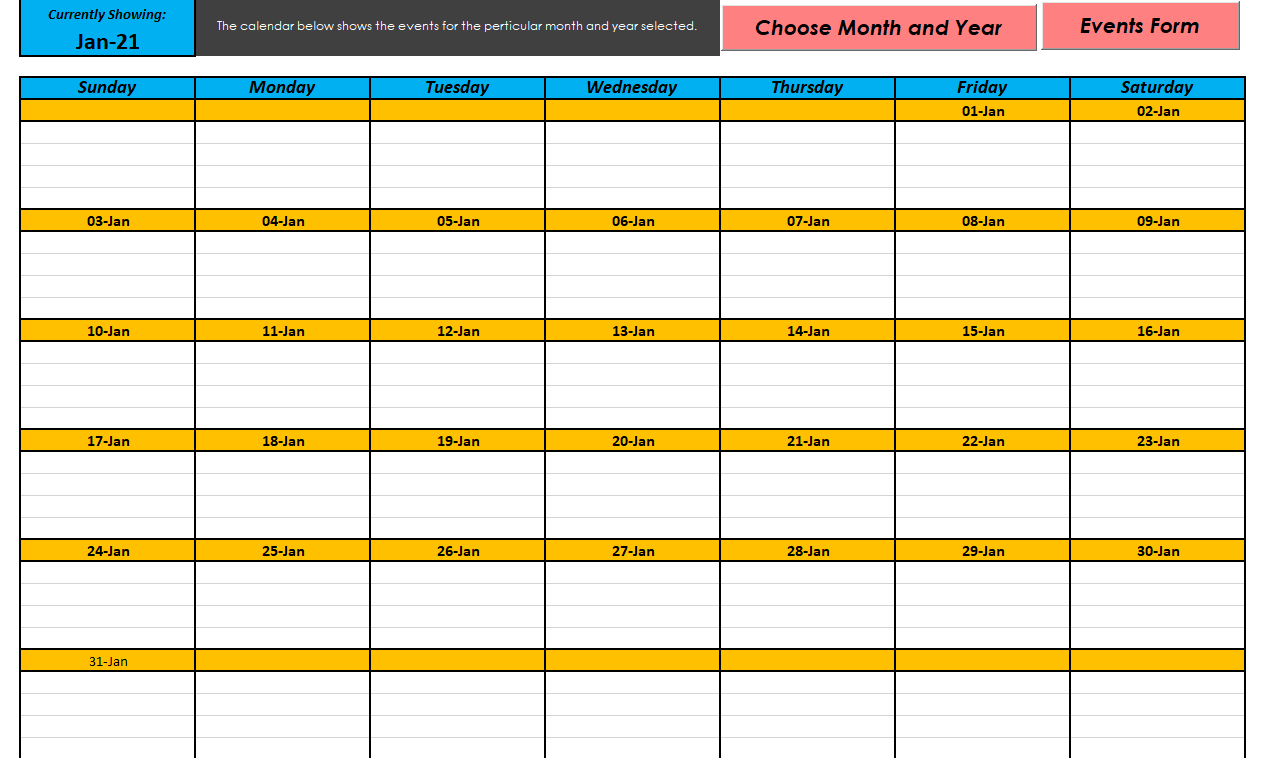 Currently Showing:
Jan-21
The calendar below shows the events for the perticular month and year selected.
Choose Month and Year
Events Form
Sunday Monday Tuesday Wednesday Thursday Friday Saturday
01-Jan 02-Jan
03-Jan 04-Jan 05-Jan 06-Jan 07-Jan 08-Jan 09-Jan
10-Jan 11-Jan 12-Jan 13-Jan 14-Jan 15-Jan 16-Jan
17-Jan 18-Jan 19-Jan 20-Jan 21-Jan 22-Jan 23-Jan
24-Jan 25-Jan 26-Jan 27-Jan 28-Jan 29-Jan 30-Jan
31-Jan